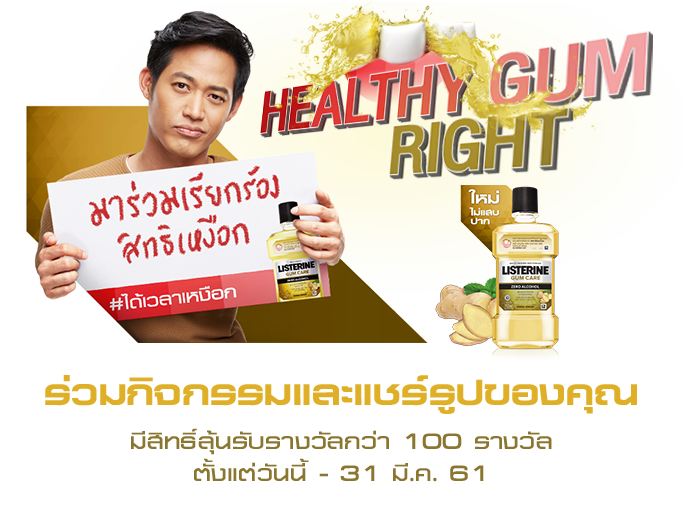 HEALTHY GUM
RIGHT
มาร่วมเรียกร้อง
สิทธิเหงือก
#ได้เวลาเหงือก
LISTERINE
GUM CARE
ใหม่
ไม่แสบ
ปาก
LISTERINE
GUM CARE
ZERO ALCOHOL
ร่วมกิจกรรมและแชร์รูปของคุณ
มีสิทธิ์ลุ้นรับรางวัลกว่า 100 รางวัล
ตั้งแต่วันนี้ - 31 มี.ค. 61